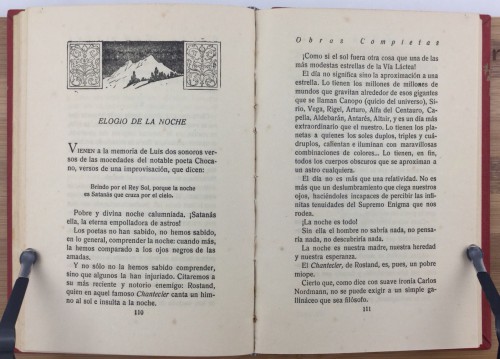 ELOGIO DE LA NOCHE
VIENEN a la memoria de Luis dos sonoros ver-
sos de las mocedades del notable poeta Choca-
no, versos de una improvisación, que dicen:
Brindo por el Rey Sol, porque la noche
es Satanás que cruza por el cielo.
Pobre y divina noche calumniada. ¡Satanás
ella, la eterna empolladora de astros!
Los poetas no han sabido, no hemos sabido,
en lo general, comprender la noche: cuando más,
la hemos comparado a los ojos negros de las
amadas.
Y no sólo no la hemos sabido comprender,
sino que algunos la han injuriado. Citaremos a
su más reciente y notorio enemigo: Rostand,
quien en aquel famoso Chantecler canta un him-
no al sol e insulta a la noche.
110
Obras Completas
¡Como si el sol fuera otra cosa que una de las
más modestas estrellas de la Vía Láctea!
El día no significa sino la aproximación a una
estrella. Lo tienen los millones de millones de
mundos que gravitan alrededor de esos gigantes
que se llaman Canopo (quicio del universo), Si-
rio, Vega, Rigel, Arturo, Alfa del Centauro, Ca-
pella, Aldebarán, Antarés, Altair, y es un día más
extraordinario que el nuestro. Lo tienen los pla-
netas a quienes los soles duples, triples y cuá-
druples, calientan e iluminan con maravillosas
combinaciones de colores... Lo tienen, en fin,
todos los cuerpos obscuros que se aproximan a
un astro cualquiera.
El día no es más que una relatividad. No es
más que un deslumbramiento que ciega nuestros
ojos, haciéndoles incapaces de percibir las infi-
nitas tenuidades del Supremo Enigma que nos
rodea.
¡La noche es todo!
Sin ella el hombre no sabría nada, no pensa-
ría nada, no descubriría nada.
La noche es nuestra madre, nuestra heredad y
nuestra esperanza.
El Chantecler, de Rostand, es, pues, un pobre
miope.
Cierto que, como dice con suave ironía Carlos
Nordmann, no se puede exigir a un simple ga-
llináceo que sea filósofo.
111